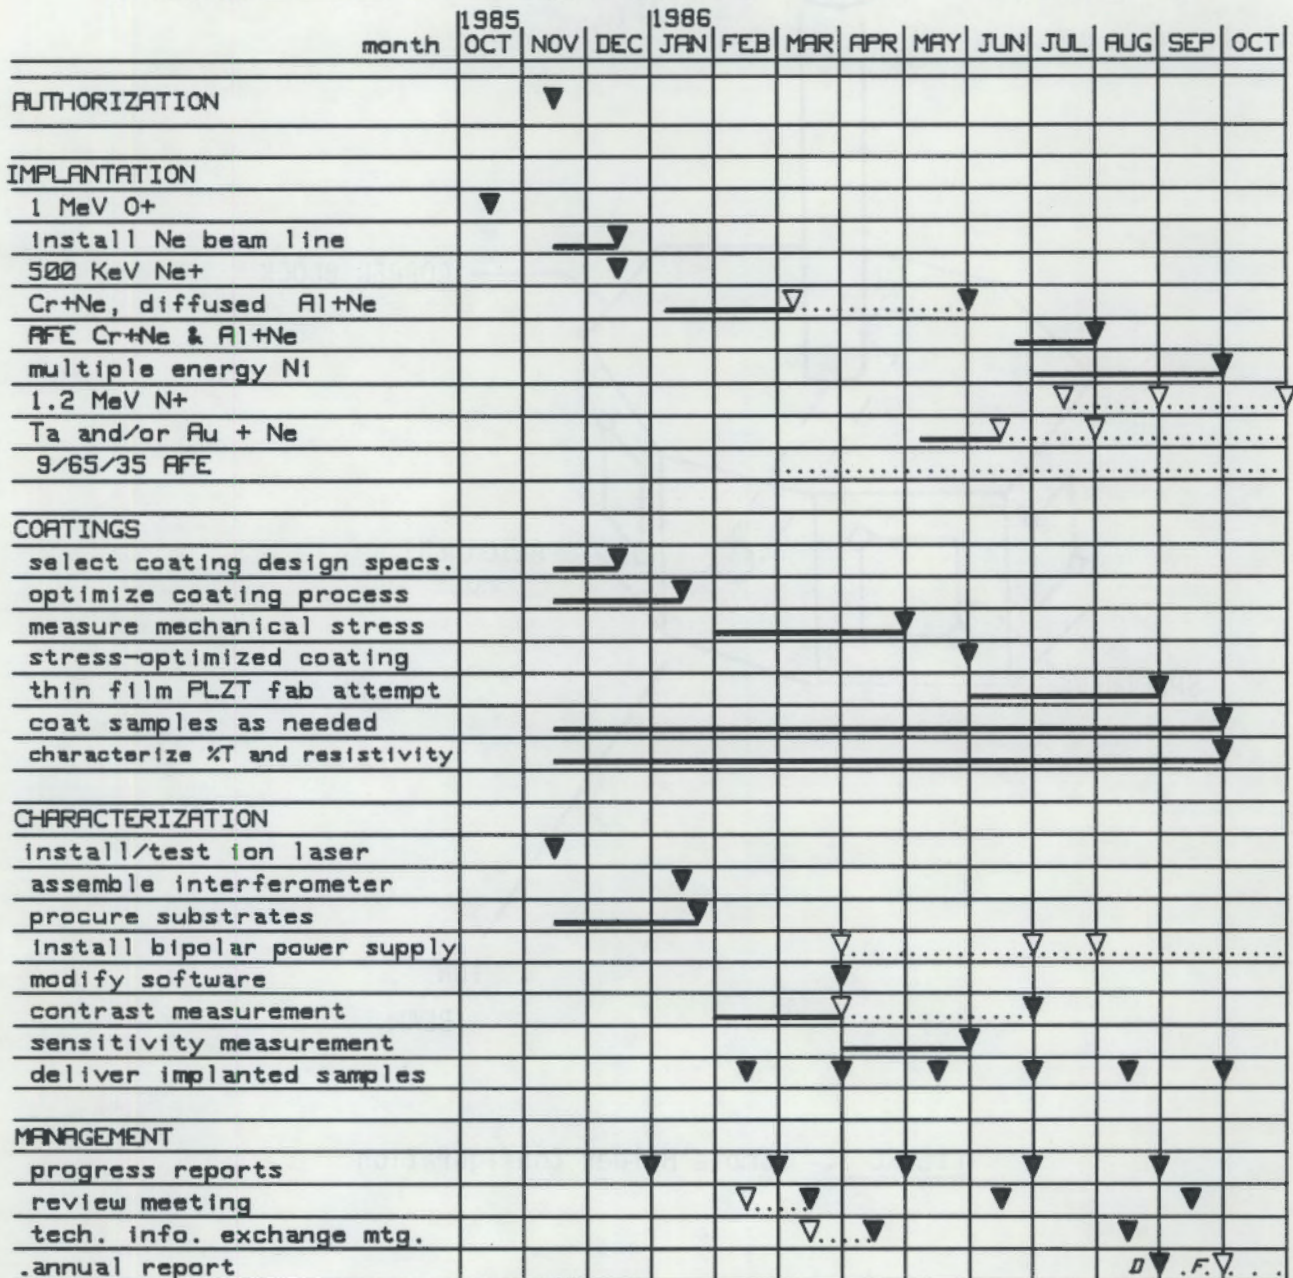 1985 1986
month OCT NOV DEC JAN FEB MAR APR MAY JUN JUL AUG SEP OCT
AUTHORIZATION
IMPLANTATION
1 MeV O+
install Ne beam line
500 KeV Ne+
Cr+Ne, diffused Al+Ne
AFE Cr+Ne & Al+Ne
multiple energy Ni
1.2 MeV N+
Ta and/or Au + Ne
9/65/35 AFE
COATINGS
select coating design specs.
optimize coating process
measure mechanical stress
stress-optimized coating
thin film PLZT fab attempt
coat samples as needed
characterize %T and resistivity
CHARACTERIZATION
install/test ion laser
assemble interferometer
procure substrates
install bipolar power supply
modify software
contrast measurement
sensitivity measurement
deliver implanted samples
MANAGEMENT
progress reports
review meeting
tech. info. exchange mtg.
.annual report D .F.